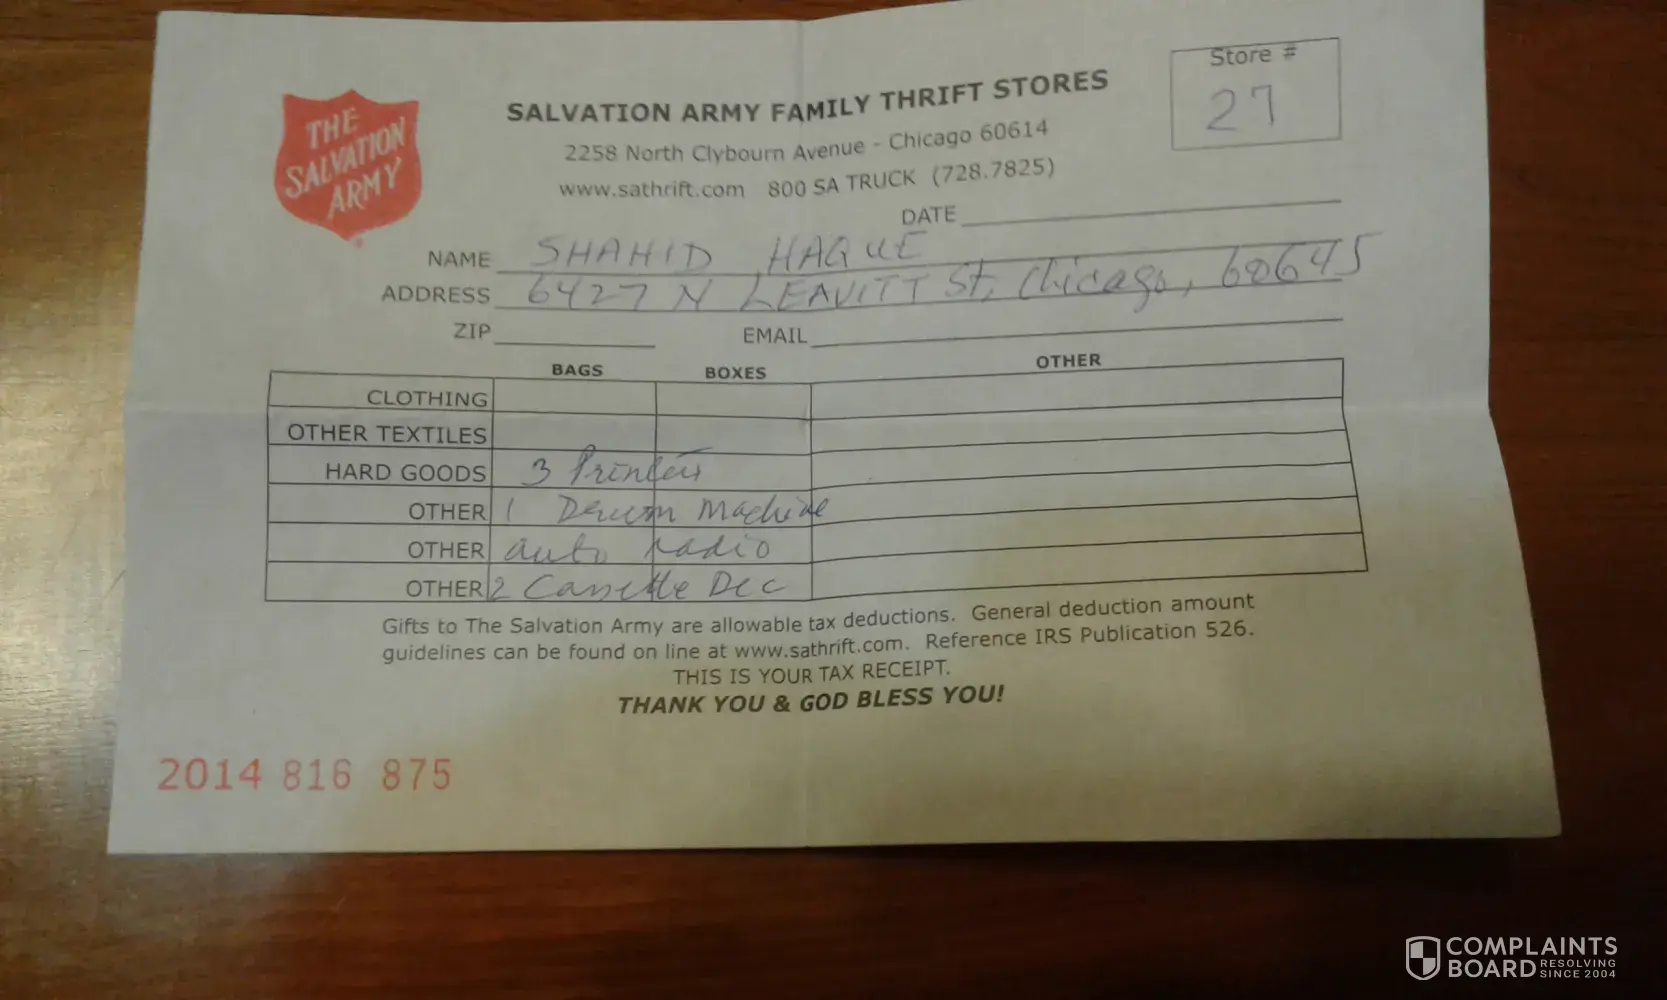 THE
SALVATION
ARMY
SALVATION ARMY FAMILY THRIFT STORES
2258 North Clybourn Avenue - Chicago 60614
www.sathrift.com 800 SA TRUCK (728.7825)
Store #
27
DATE
NAME SHAHID HAQUE
ADDRESS 6427 N LEAVITT St, Chicago, 60645
ZIP EMAIL
BAGS BOXES OTHER
CLOTHING
OTHER TEXTILES
HARD GOODS 3 Printers
OTHER 1 Machine
OTHER auto radio
OTHER 2 Cassette Dec
Gifts to The Salvation Army are allowable tax deductions. General deduction amount
guidelines can be found on line at www.sathrift.com. Reference IRS Publication 526.
THIS IS YOUR TAX RECEIPT.
THANK YOU & GOD BLESS YOU!
2014 816 875
COMPLAINTS
BOARD RESOLVING
SINCE 2004